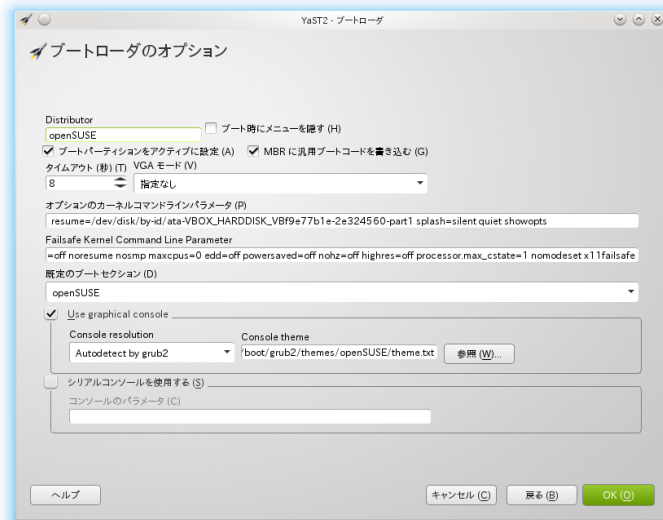 YaST2 - ブートローダ
ブートローダのオプション
Distributor
openSUSE
ブート時にメニューを隠す (H)
ブートパーティションをアクティブに設定 (A)
MBR に汎用ブートコードを書き込む (G)
タイムアウト (秒) (T)
VGA モード (V)
8
指定なし
オプションのカーネルコマンドラインパラメータ (P)
resume=/dev/disk/by-id/ata-VBOX_HARDDISK_VBf9e77b1e-2e324560-part1 splash=silent quiet showopts
Failsafe Kernel Command Line Parameter
=off noresume nosmp maxcpus=0 edd=off powersaved=off nohz=off highres=off processor.max_cstate=1 nomodeset x11failsafe
既定のブートセクション (D)
openSUSE
Use graphical console
Console resolution
Console theme
Autodetect by grub2
/boot/grub2/themes/openSUSE/theme.txt
参照 (W)...
シリアルコンソールを使用する (S)
コンソールのパラメータ (C)
ヘルプ
キャンセル (C)
戻る (B)
OK (O)